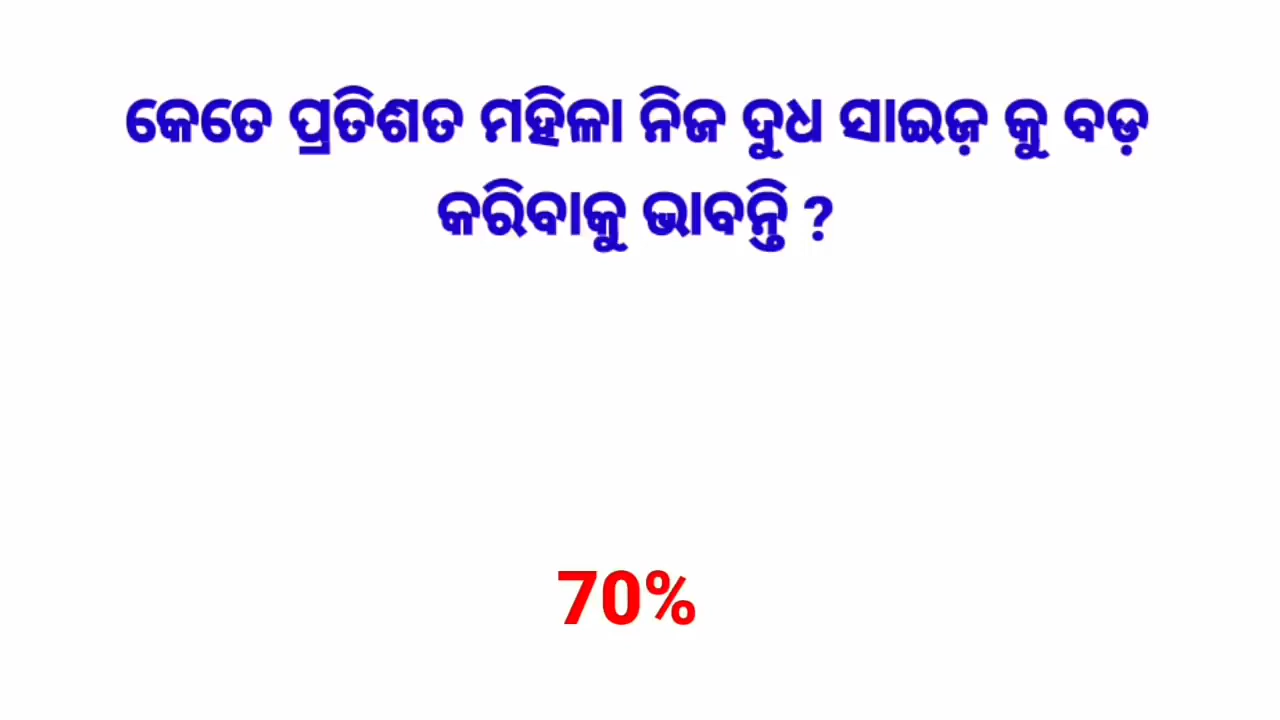 କେତେ ପ୍ରତିଶତ ମହିଳା ନିଜ ଦୁଧ ସାଇଜ଼ କୁ ବଡ଼
କରିବାକୁ ଭାବନ୍ତି ?
70%